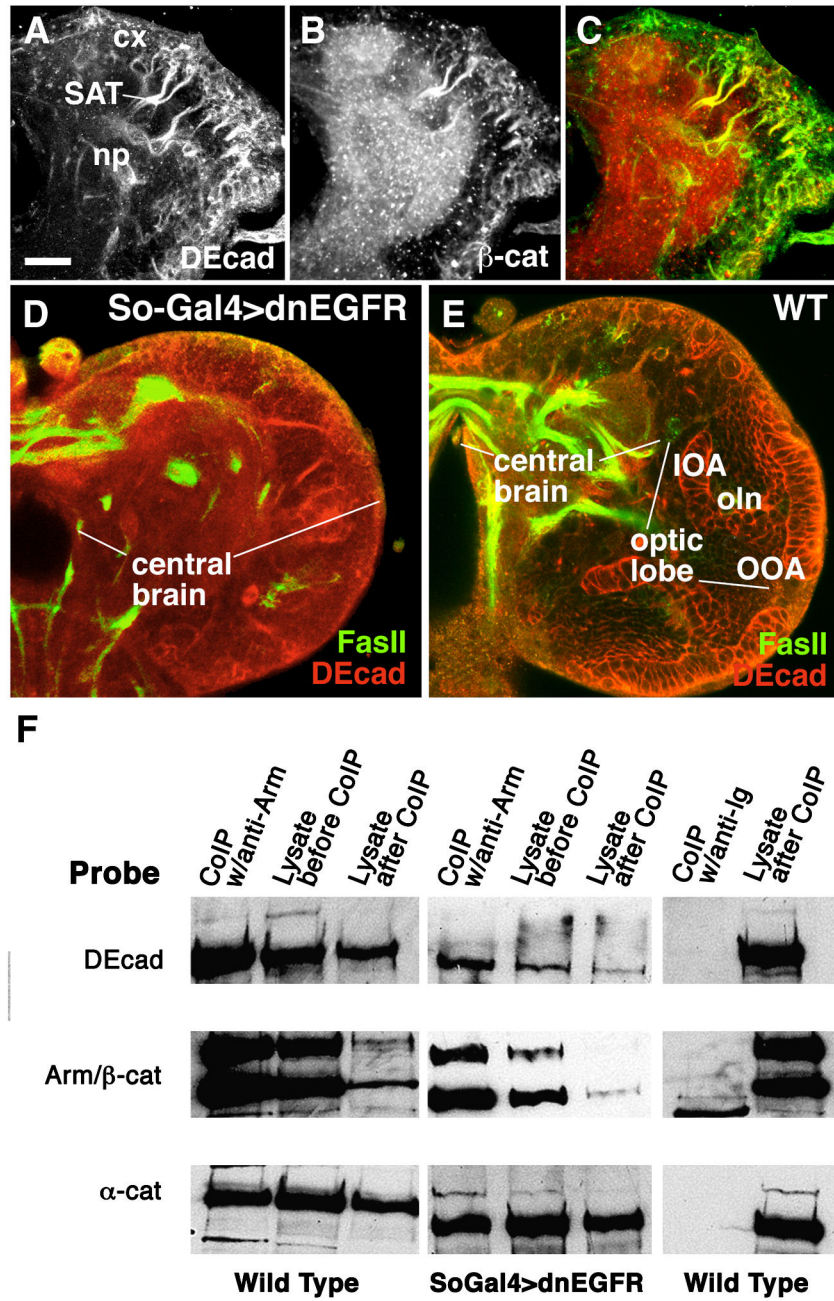 A
cx
SAT
np
DEcad
B
β-cat
C
D
So-Gal4>dnEGFR
central
brain
FasII
DEcad
E
WT
central
brain
IOA
oln
optic
lobe
OOA
FasII
DEcad
F
Probe
CoIP
w/anti-Arm
Lysate
before CoIP
Lysate
after CoIP
CoIP
w/anti-Arm
Lysate
before CoIP
Lysate
after CoIP
CoIP
w/anti-Ig
Lysate
after CoIP
DEcad
Arm/β-cat
α-cat
Wild Type
SoGal4>dnEGFR
Wild Type